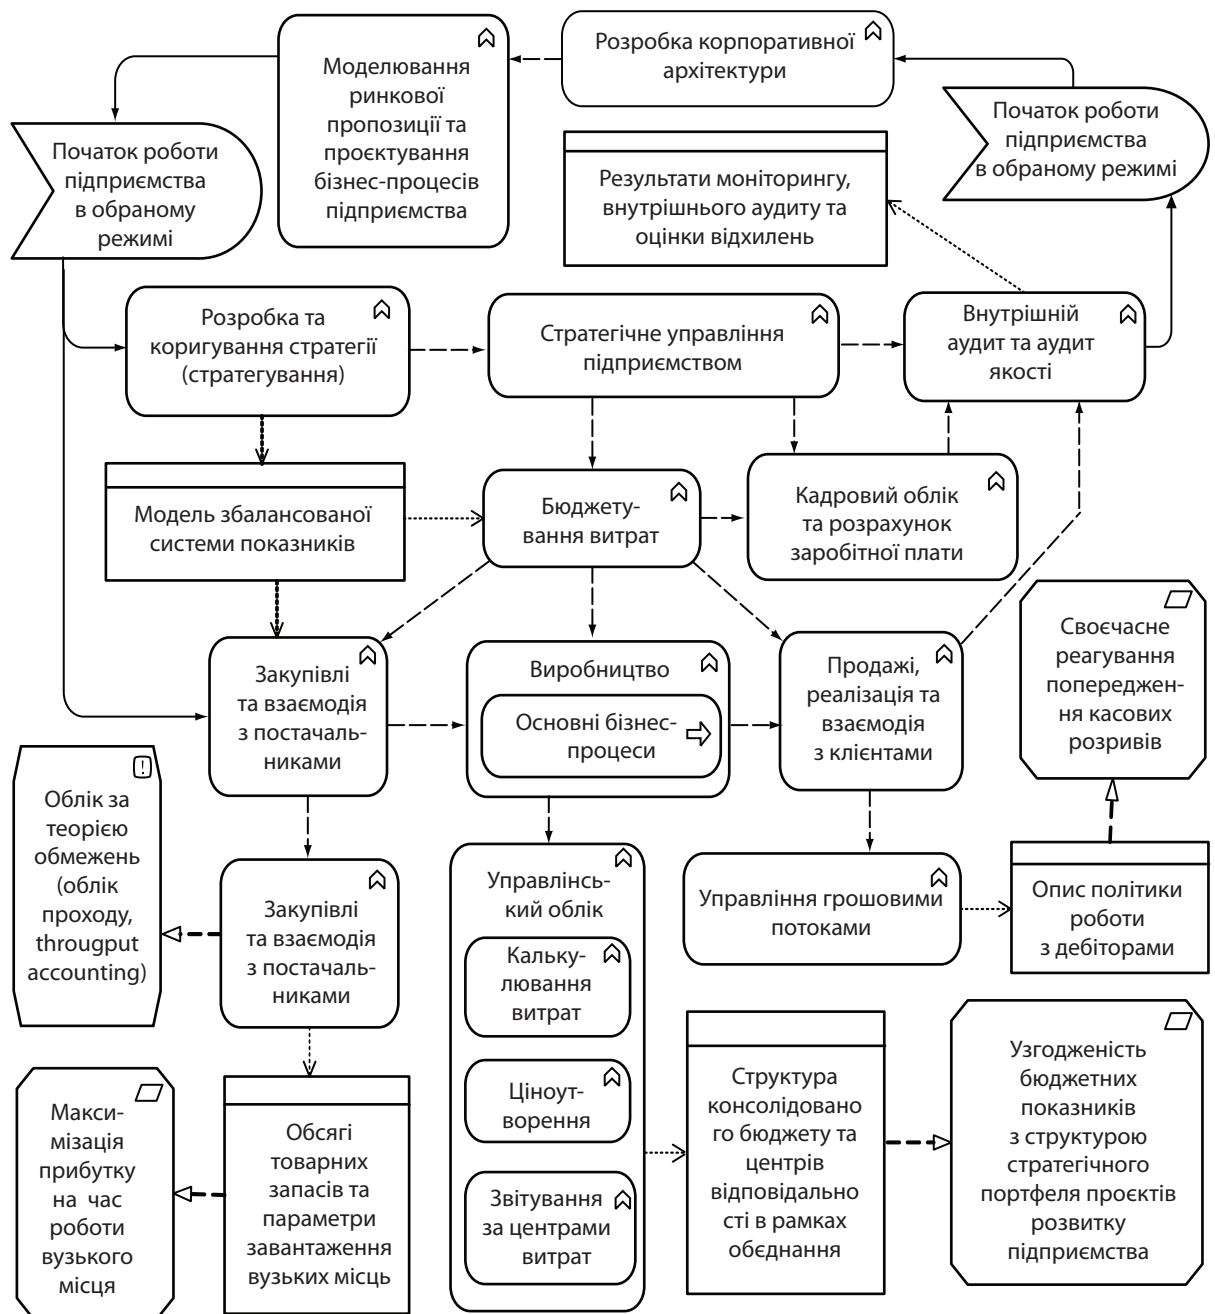 Моделювання
ринкової
пропозиції та
проєктування
бізнес-процесів
підприємства
Розробка корпоративної
архітектури
Початок роботи
підприємства
в обраному режимі
Початок роботи
підприємства
в обраному
режимі
Результати моніторингу,
внутрішнього аудиту та
оцінки відхилень
Розробка та
коригування стратегії
(стратегування)
Стратегічне управління
підприємством
Внутрішній
аудит та аудит
якості
Модель збалансованої
системи показників
Бюджету-
вання витрат
Кадровий облік
та розрахунок
заробітної плати
Своєчасне
реагування
попереджен-
ня касових
розривів
Закупівлі
та взаємодія
з постачаль-
никами
Виробництво
Основні бізнес-
процеси
Продажі,
реалізація та
взаємодія
з клієнтами
!
Облік за
теорією
обмежень
(облік
проходу,
througput
accounting)
Закупівлі
та взаємодія
з постачаль-
никами
Управлінсь-
кий облік
Кальку-
лювання
витрат
Ціноут-
ворення
Звітування
за центрами
витрат
Управління грошовими
потоками
Опис політики
роботи
з дебіторами
Макси-
мізація
прибутку
на час
роботи
вузького
місця
Обсягі
товарних
запасів та
параметри
завантаження
вузьких місць
Структура
консолідовано
го бюджету та
центрів
відповідально
сті в рамках
обєднання
Узгодженість
бюджетних
показників
з структурою
стратегічного
портфеля проєктів
розвитку
підприємства